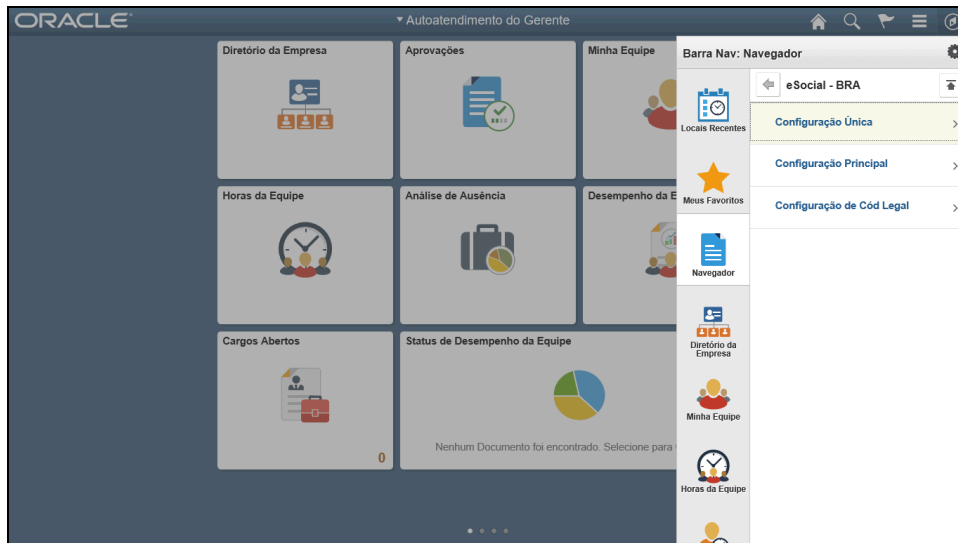 ORACLE
Autoatendimento do Gerente
Diretório da Empresa
Aprovações
Minha Equipe
Horas da Equipe
Análise de Ausência
Desempenho da E
Cargos Abertos
0
Status de Desempenho da Equipe
Nenhum Documento foi encontrado. Selecione para
Barra Nav: Navegador
Locais Recentes
Meus Favoritos
Navegador
Diretório da
Empresa
Minha Equipe
Horas da Equipe
eSocial - BRA
Configuração Única
Configuração Principal
Configuração de Cód Legal